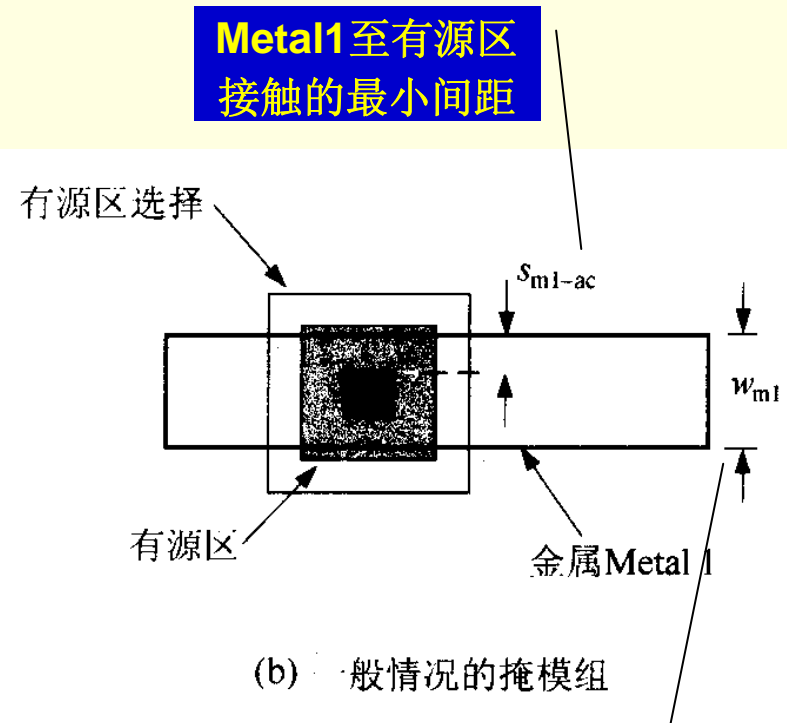 Metal1至有源区
接触的最小间距
有源区选择
Sm1-ac
wm1
有源区
金属Metal 1
(b) 一般情况的掩模组